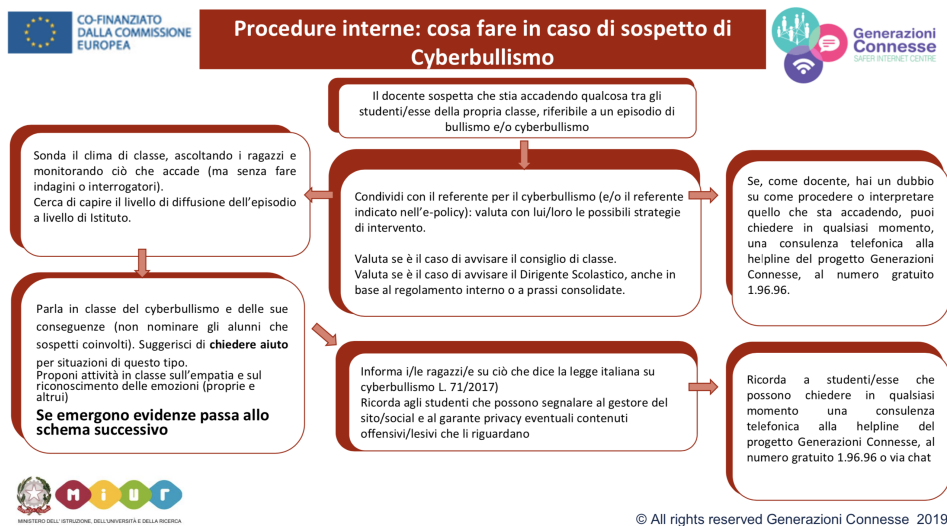 CO-FINANZIATO
DALLA COMMISSIONE
EUROPEA
Procedure interne: cosa fare in caso di sospetto di
Cyberbullismo
Generazioni
Connesse
SAFER INTERNET CENTRE
Il docente sospetta che stia accadendo qualcosa tra gli
studenti/esse della propria classe, riferibile a un episodio di
bullismo e/o cyberbullismo
Sonda il clima di classe, ascoltando i ragazzi e
monitorando ciò che accade (ma senza fare
indagini o interrogatori).
Cerca di capire il livello di diffusione dell'episodio
a livello di Istituto.
Condividi con il referente per il cyberbullismo (e/o il referente
indicato nell'e-policy): valuta con lui/loro le possibili strategie
di intervento.
Valuta se è il caso di avvisare il consiglio di classe.
Valuta se è il caso di avvisare il Dirigente Scolastico, anche in
base al regolamento interno o a prassi consolidate.
Se, come docente, hai un dubbio
su come procedere o interpretare
quello che sta accadendo, puoi
chiedere in qualsiasi momento,
una consulenza telefonica alla
helpline del progetto Generazioni
Connesse, al numero gratuito
1.96.96.
Parla in classe del cyberbullismo e delle sue
conseguenze (non nominare gli alunni che
sospetti coinvolti). Suggerisci di chiedere aiuto
per situazioni di questo tipo.
Proponi attività in classe sull'empatia e sul
riconoscimento delle emozioni (proprie e
altrui)
Se emergono evidenze passa allo
schema successivo
Informa i/le ragazzi/e su ciò che dice la legge italiana su
cyberbullismo L. 71/2017)
Ricorda agli studenti che possono segnalare al gestore del
sito/social e al garante privacy eventuali contenuti
offensivi/lesivi che li riguardano
Ricorda a studenti/esse che
possono chiedere in qualsiasi
momento una consulenza
telefonica alla helpline del
progetto Generazioni Connesse, al
numero gratuito 1.96.96 o via chat
miur
MINISTERO DELL' ISTRUZIONE, DELL'UNIVERSITÀ E DELLA RICERCA
© All rights reserved Generazioni Connesse 2019